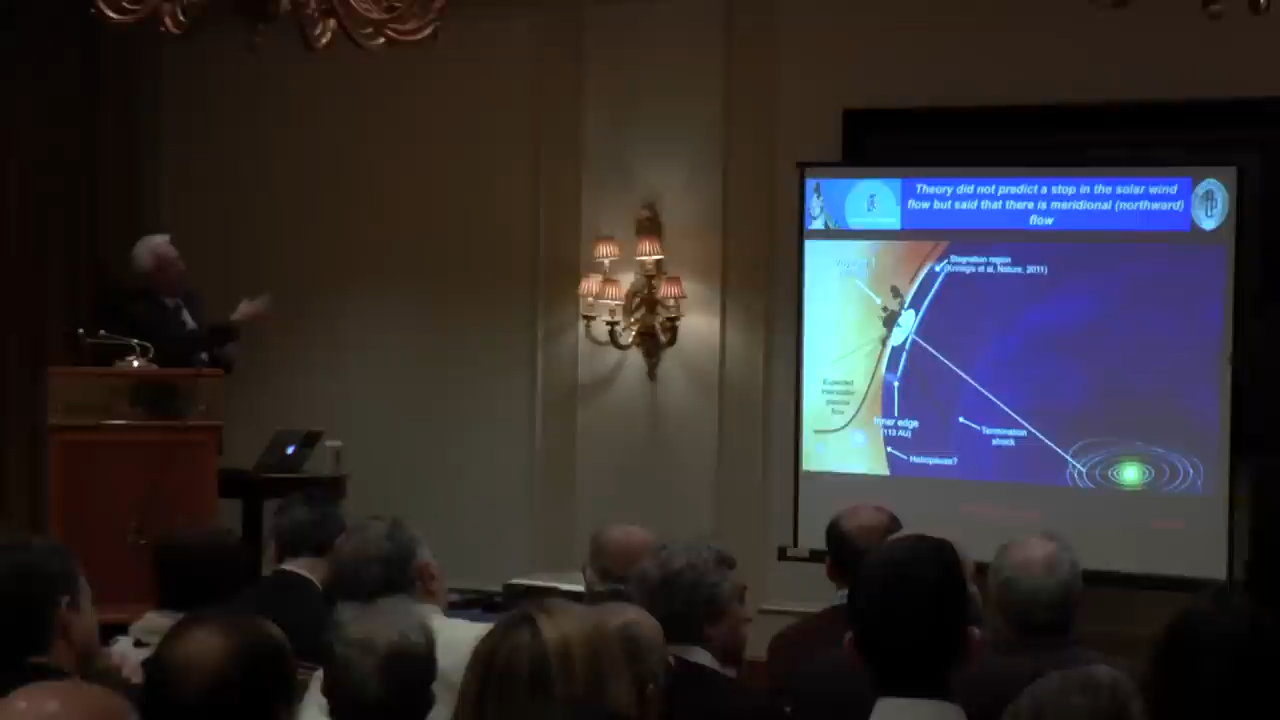 Theory did not predict a stop in the solar wind
flow but said that there is meridional (northward)
flow
Stagnation region
(Krimigis et al, Nature, 2011)
Expected
interstellar
plasma
flow
Inner edge
(113 AU)
Termination
shock
Heliopause?